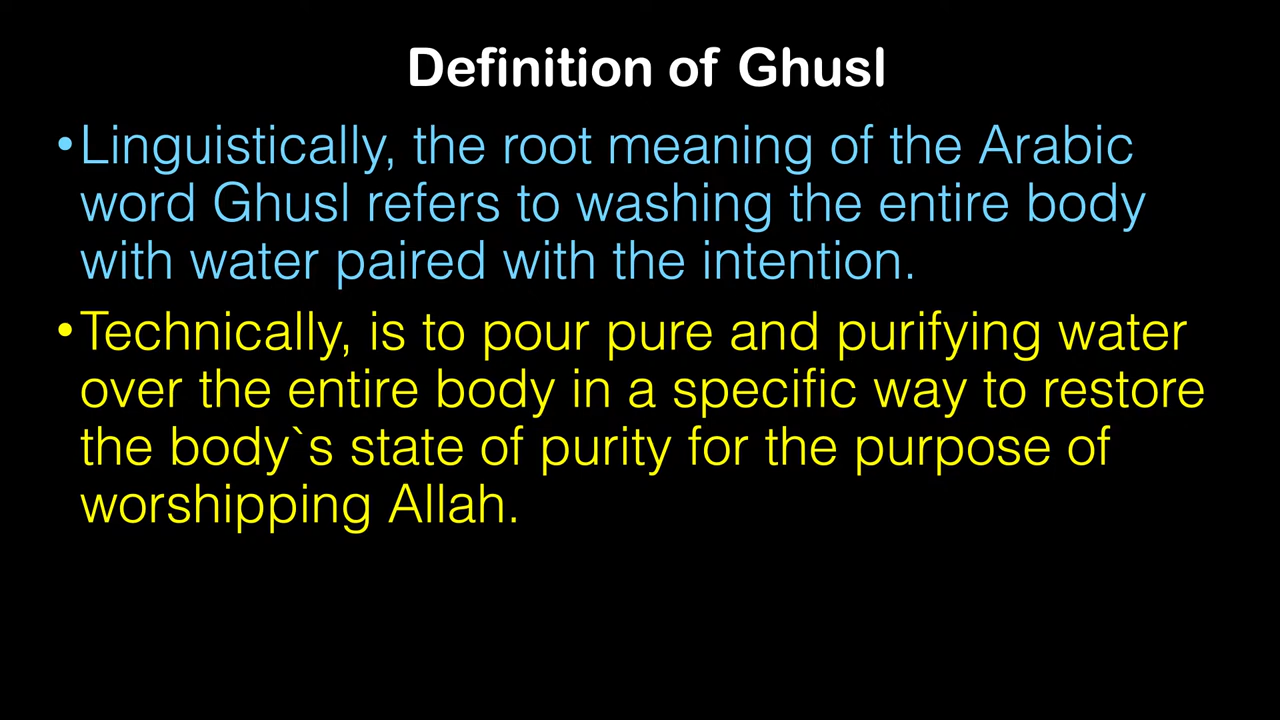 Definition of Ghusl
•Linguistically, the root meaning of the Arabic
word Ghusl refers to washing the entire body
with water paired with the intention.
•Technically, is to pour pure and purifying water
over the entire body in a specific way to restore
the body`s state of purity for the purpose of
worshipping Allah.